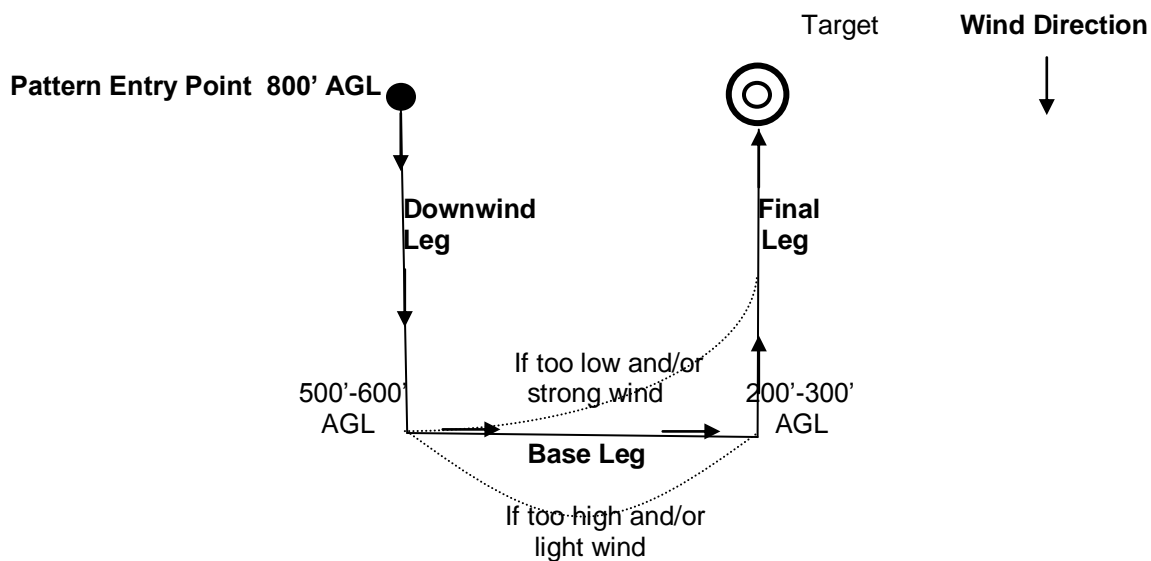 Target
Wind Direction
Pattern Entry Point 800’ AGL
Downwind
Leg
Final
Leg
If too low and/or
strong wind
500’-600’
AGL
200’-300’
AGL
Base Leg
If too high and/or
light wind